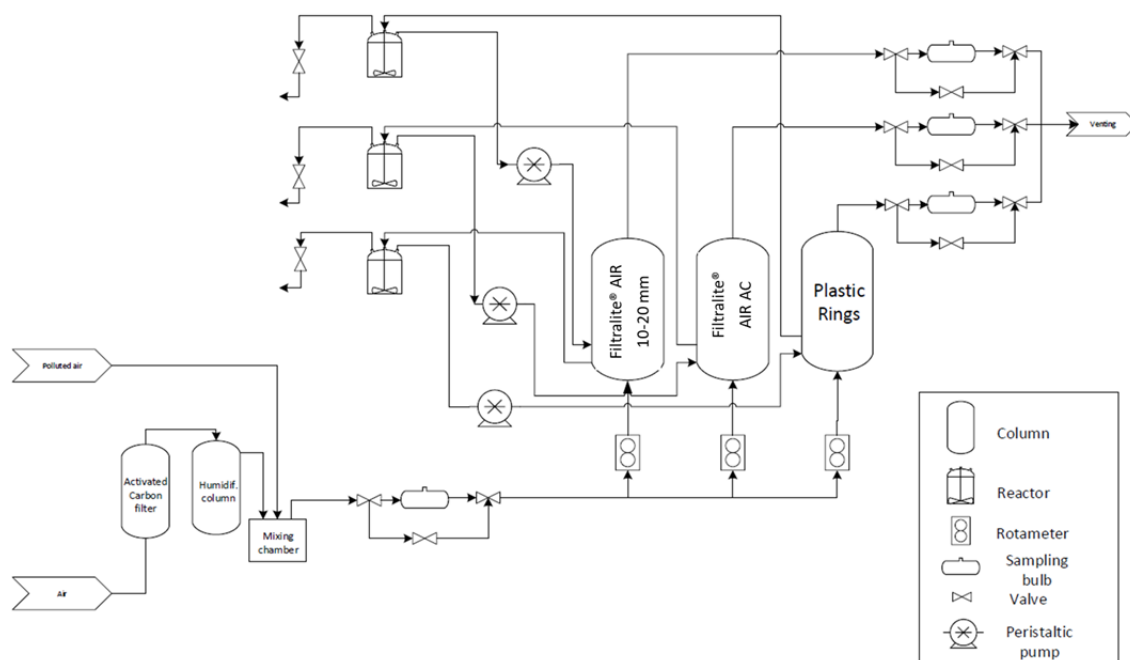 Venting
Filtralite® AIR
10-20 mm
Filtralite®
AIR AC
Plastic
Rings
Polluted air
Activated
Carbon
filter
Humidif.
column
Mixing
chamber
Air
Column
Reactor
Rotameter
Sampling
bulb
Valve
Peristaltic
pump